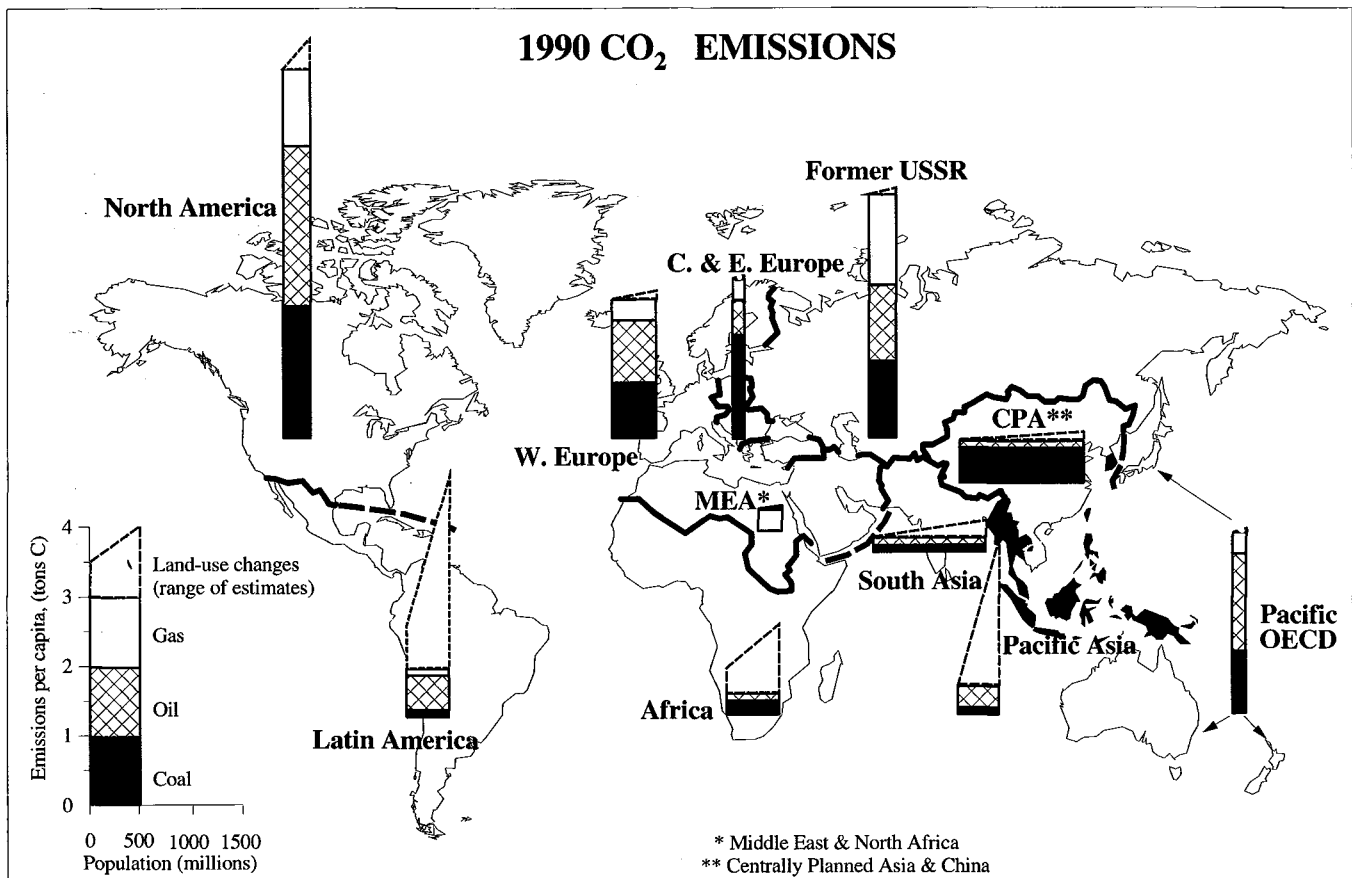 1990 CO₂ EMISSIONS
North America
Former USSR
C. & E. Europe
W. Europe
CPA**
MEA*
South Asia
Pacific Asia
Pacific
OECD
Africa
Latin America
Emissions per capita, (tons C)
4
3
2
1
0
Land-use changes
(range of estimates)
Gas
Oil
Coal
0 500 1000 1500
Population (millions)
* Middle East & North Africa
** Centrally Planned Asia & China